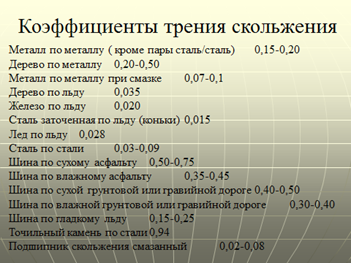 Коэффициенты трения скольжения
Металл по металлу ( кроме пары сталь/сталь) 0,15-0,20
Дерево по металлу 0,20-0,50
Металл по металлу при смазке 0,07-0,1
Дерево по льду 0,035
Железо по льду 0,020
Сталь заточенная по льду (коньки) 0,015
Лед по льду 0,028
Сталь по стали 0,03-0,09
Шина по сухому асфальту 0,50-0,75
Шина по влажному асфальту 0,35-0,45
Шина по сухой грунтовой или гравийной дороге 0,40-0,50
Шина по влажной грунтовой или гравийной дороге 0,30-0,40
Шина по гладкому льду 0,15-0,25
Точильный камень по стали 0,94
Подшипник скольжения смазанный 0,02-0,08